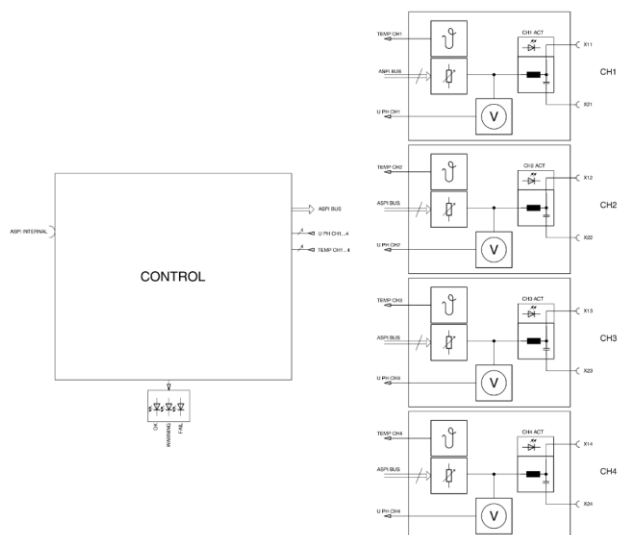 ASPI INTERNAL
CONTROL
ASPI BUS
U PH CH1...4
4
TEMP CH1...4
4
OK
WARNING
FAIL
TEMP CH1
ϑ
CH1 ACT
X11
CH1
ASPI BUS
X21
U PH CH1
V
TEMP CH2
ϑ
CH2 ACT
X12
CH2
ASPI BUS
X22
U PH CH2
V
TEMP CH3
ϑ
CH3 ACT
X13
CH3
ASPI BUS
X23
U PH CH3
V
TEMP CH4
ϑ
CH4 ACT
X14
CH4
ASPI BUS
X24
U PH CH4
V